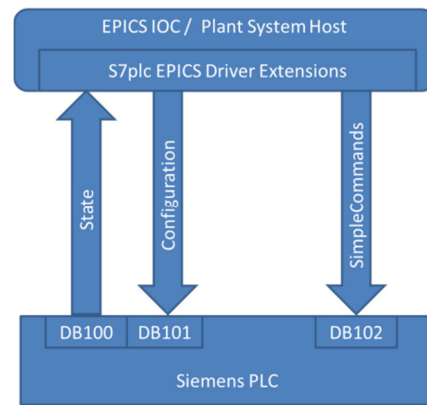 EPICS IOC / Plant System Host
S7plc EPICS Driver Extensions
State
Configuration
SimpleCommands
DB100
DB101
DB102
Siemens PLC